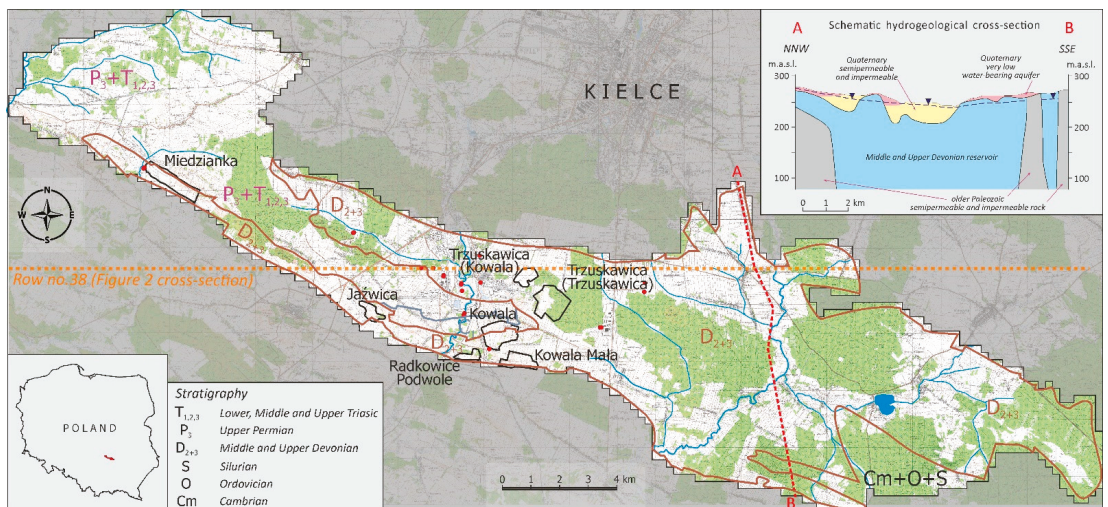 A
Schematic hydrogeological cross-section
B
NNW
SSE
m.a.s.l.
Quaternary
semipermeable
and impermeable
Quaternary
very low
water bearing aquifer
m.a.s.l.
300
300
200
200
100
100
Middle and Upper Devonian reservoir
0 1 2 km
older Paleozoic
semipermeable and impermeable rock
KIELCE
P3+T1,2,3
Miedzianka
N
W E
S
P3+T1,2,3
D2+3
D
A
Trzuskawica
(Kowala)
Trzuskawica
(Trzuskawica)
Row no 38 (Figure 2 cross-section)
Jaźwica
Kowala
D
D2+3
Kowala Mała
Radkowice
Podwole
D2+3
Cm+O+S
B
0 1 2 3 4 km
POLAND
Stratigraphy
T1,2,3 Lower, Middle and Upper Triasic
P3 Upper Permian
D2+3 Middle and Upper Devonian
S Silurian
O Ordovician
Cm Cambrian